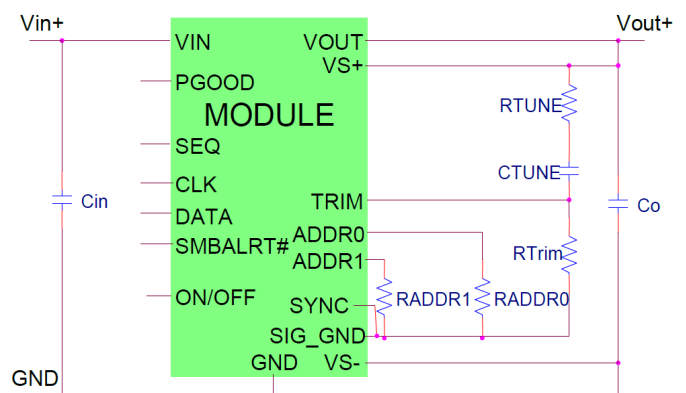 Vin+
Vout+
VIN
VOUT
VS+
PGOOD
RTUNE
MODULE
SEQ
CTUNE
CLK
Cin
TRIM
Co
DATA
ADDR0
SMBALRT#
RTrim
ADDR1
ON/OFF
RADDR1
RADDR0
SYNC
SIG_GND
GND
VS-
GND